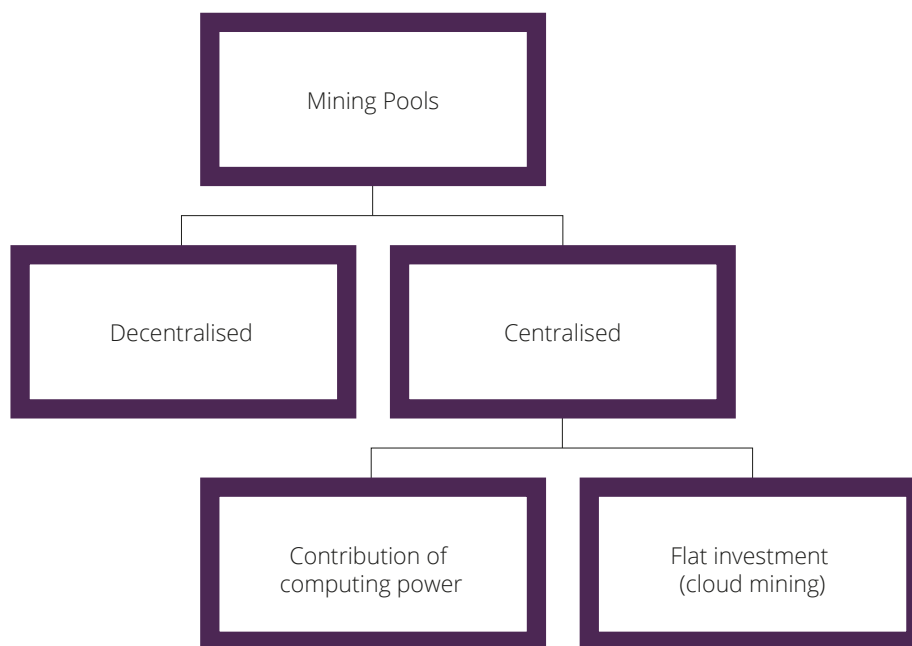 Mining Pools
Decentralised
Centralised
Contribution of
computing power
Flat investment
(cloud mining)